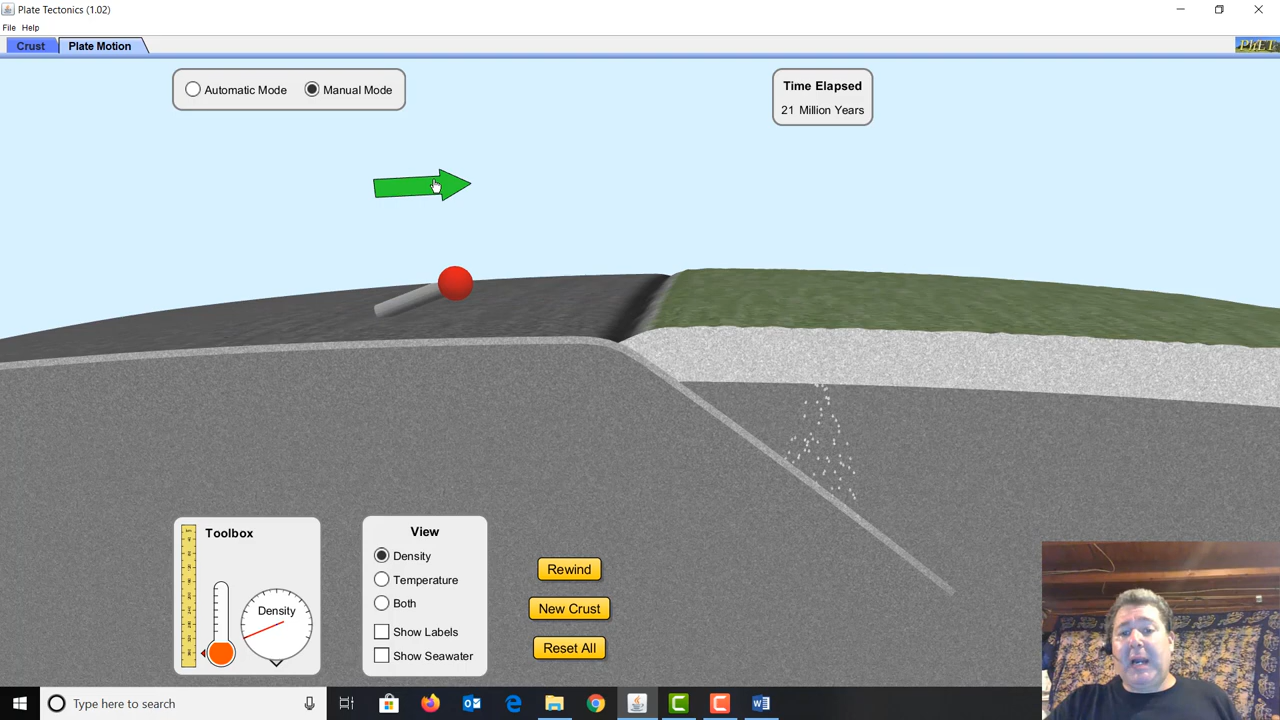 Plate Tectonics (1.02)
File Help
Crust Plate Motion
PhET
Automatic Mode Manual Mode
Time Elapsed
21 Million Years
Toolbox
Density
View
Density
Temperature
Both
Show Labels
Show Seawater
Rewind
New Crust
Reset All
Type here to search